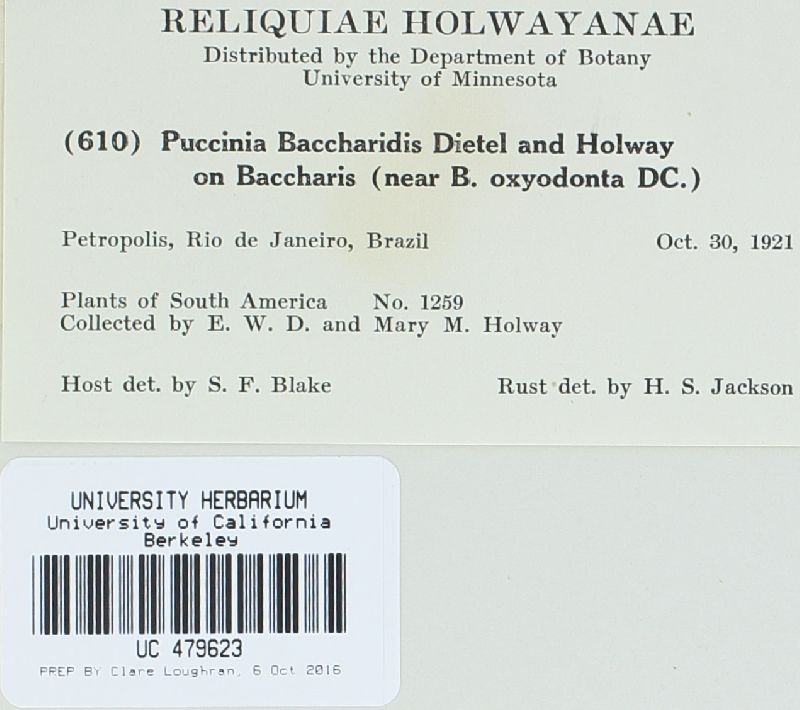 RELIQUIAE HOLWAYANAE
Distributed by the Department of Botany
University of Minnesota
(610) Puccinia Baccharidis Dietel and Holway
on Baccharis (near B. oxyodonta DC.)
Petropolis, Rio de Janeiro, Brazil Oct. 30, 1921
Plants of South America No. 1259
Collected by E. W. D. and Mary M. Holway
Host det. by S. F. Blake Rust det. by H. S. Jackson
UNIVERSITY HERBARIUM
University of California
Berkeley
UC 479623
PREP BY Clare Loughran, 6 Oct 2016